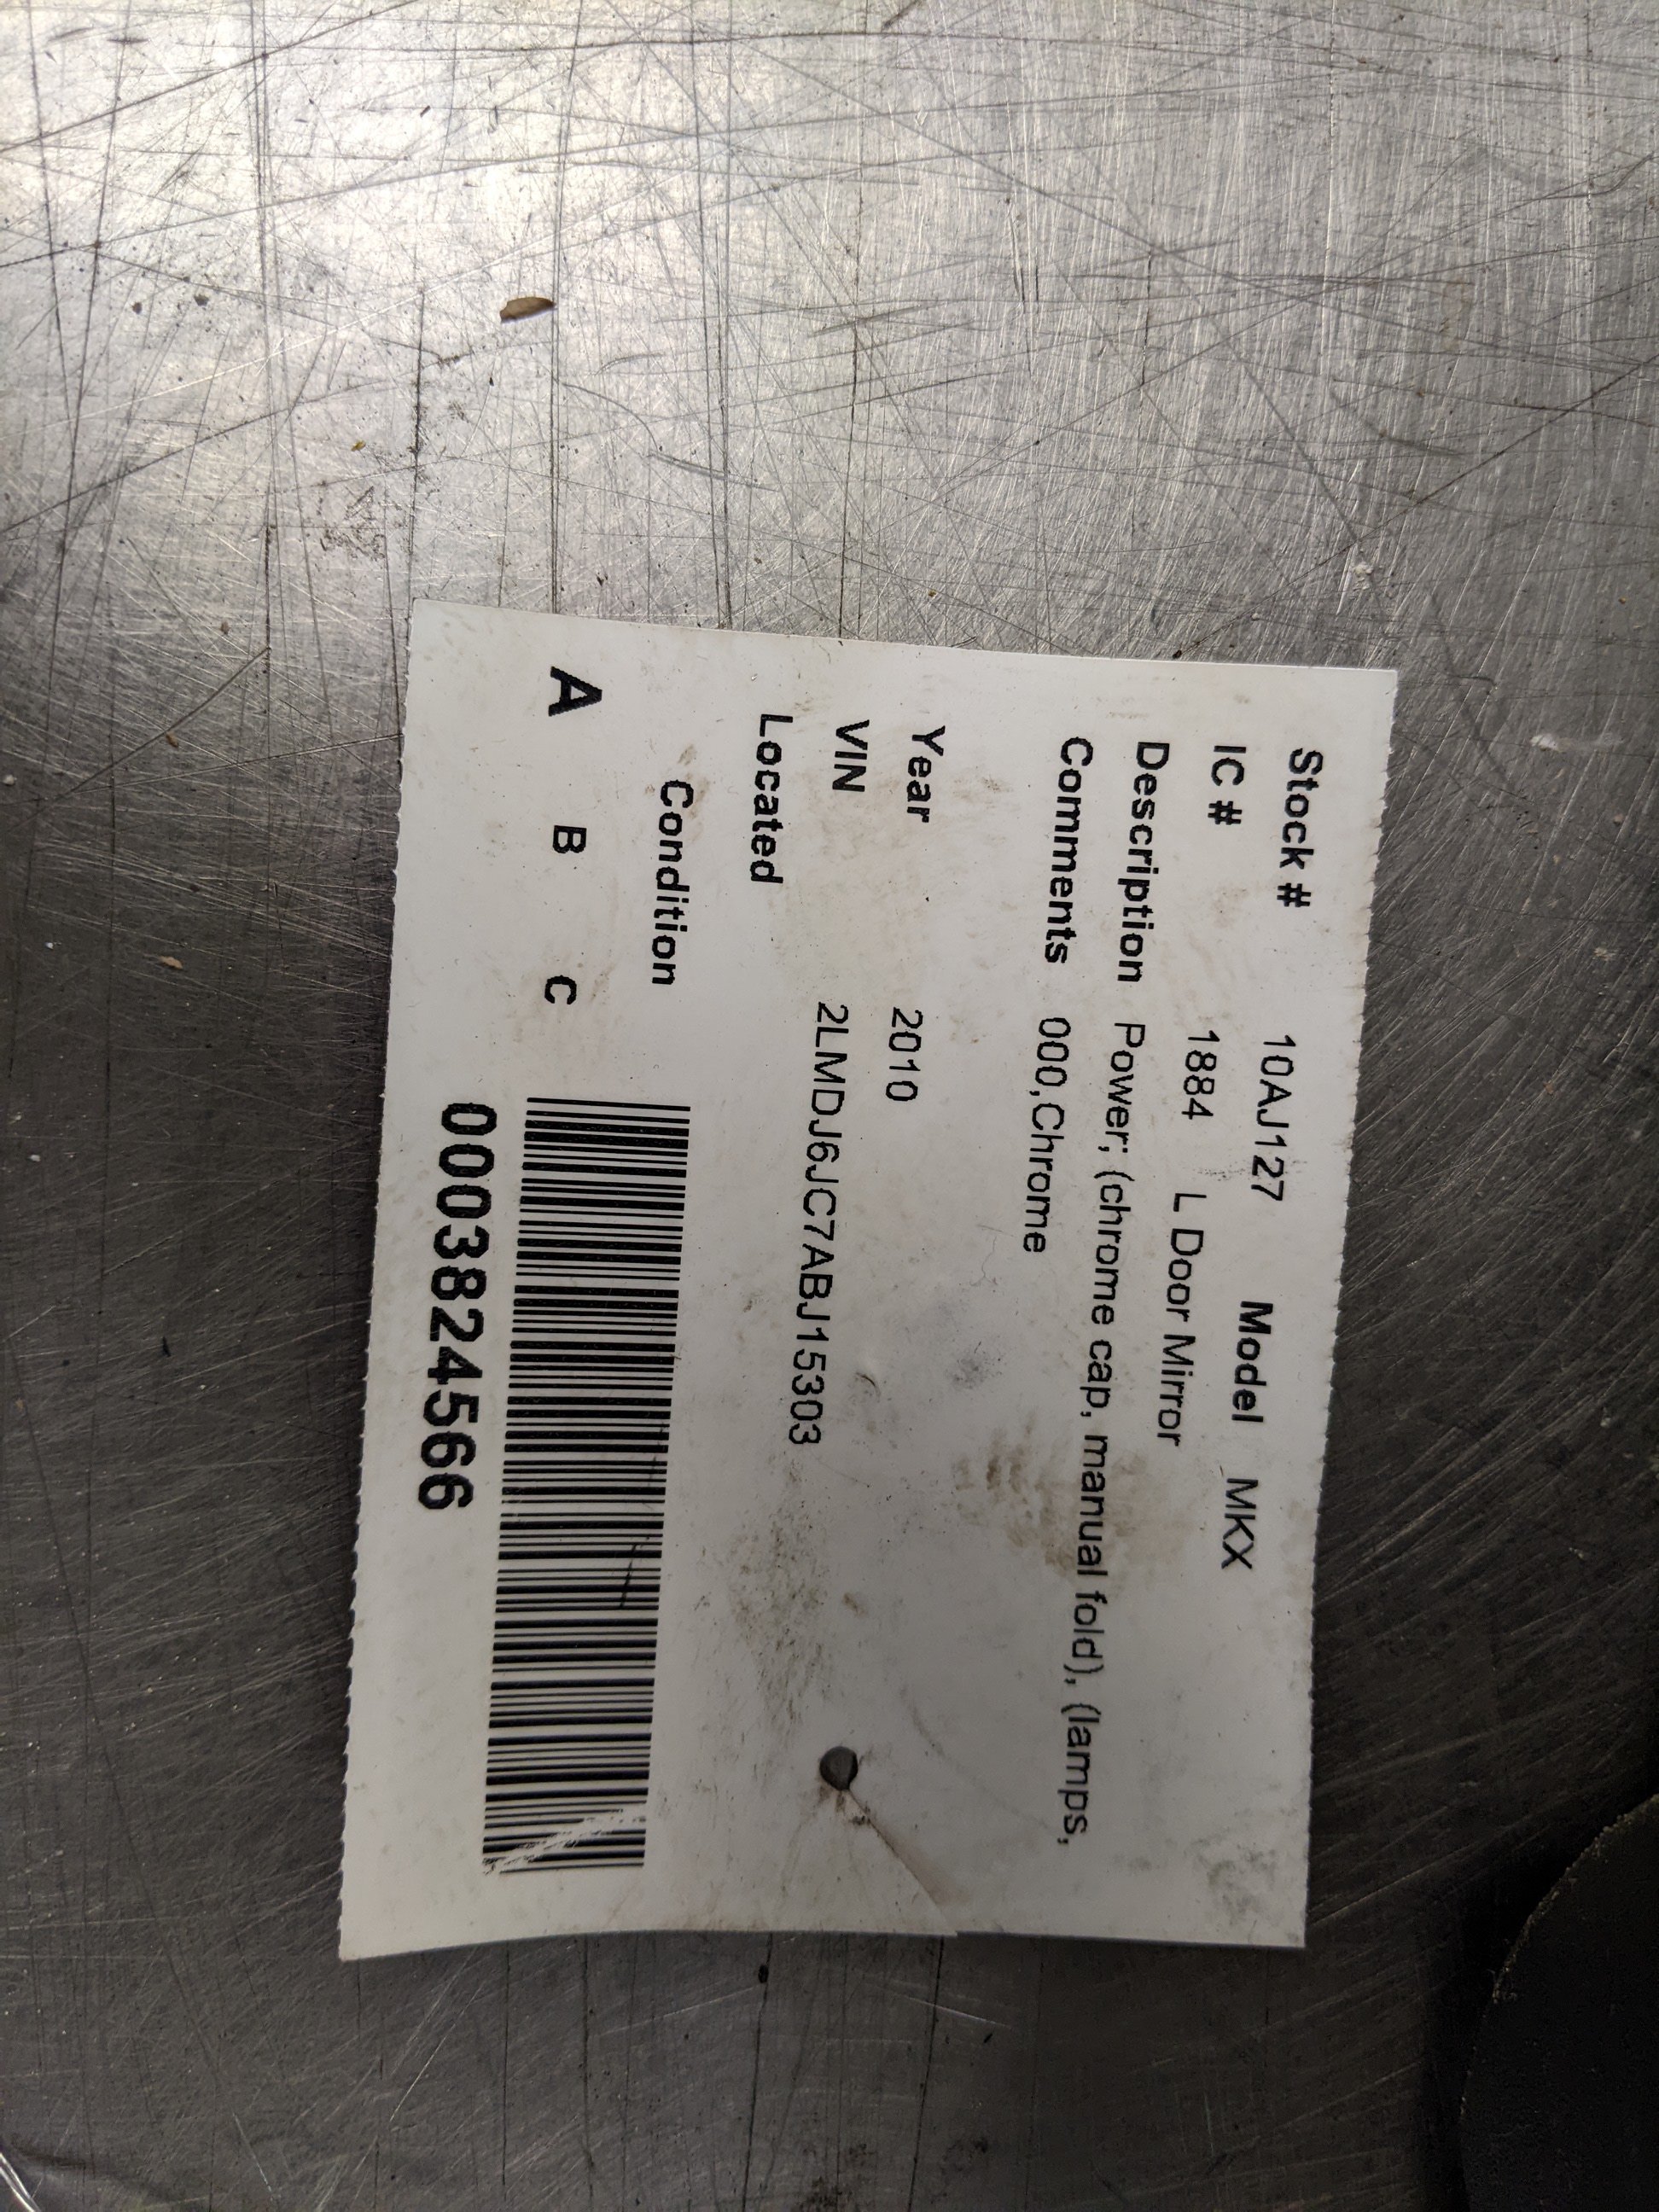 Stock # 10AJ127 Model MKX
IC # 1884 L Door Mirror
Description Power; (chrome cap, manual fold), (lamps,
Comments 000,Chrome
Year 2010
VIN 2LMDJ6JC7ABJ15303
Located
Condition
A B C
0003824566